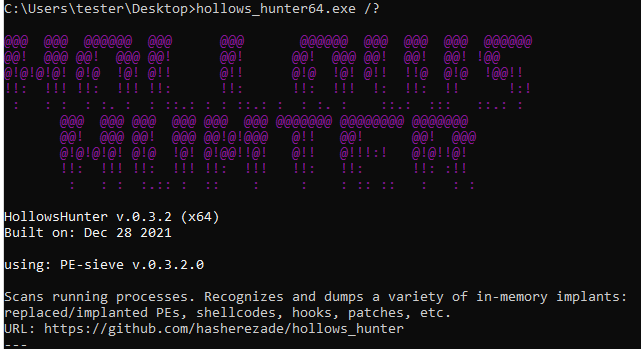 C:\Users\tester\Desktop>hollows_hunter64.exe /?
HOLLOWS
HUNTER
HollowsHunter v.0.3.2 (x64)
Built on: Dec 28 2021
using: PE-sieve v.0.3.2.0
Scans running processes. Recognizes and dumps a variety of in-memory implants:
replaced/implanted PEs, shellcodes, hooks, patches, etc.
URL: https://github.com/hasherezade/hollows_hunter
---